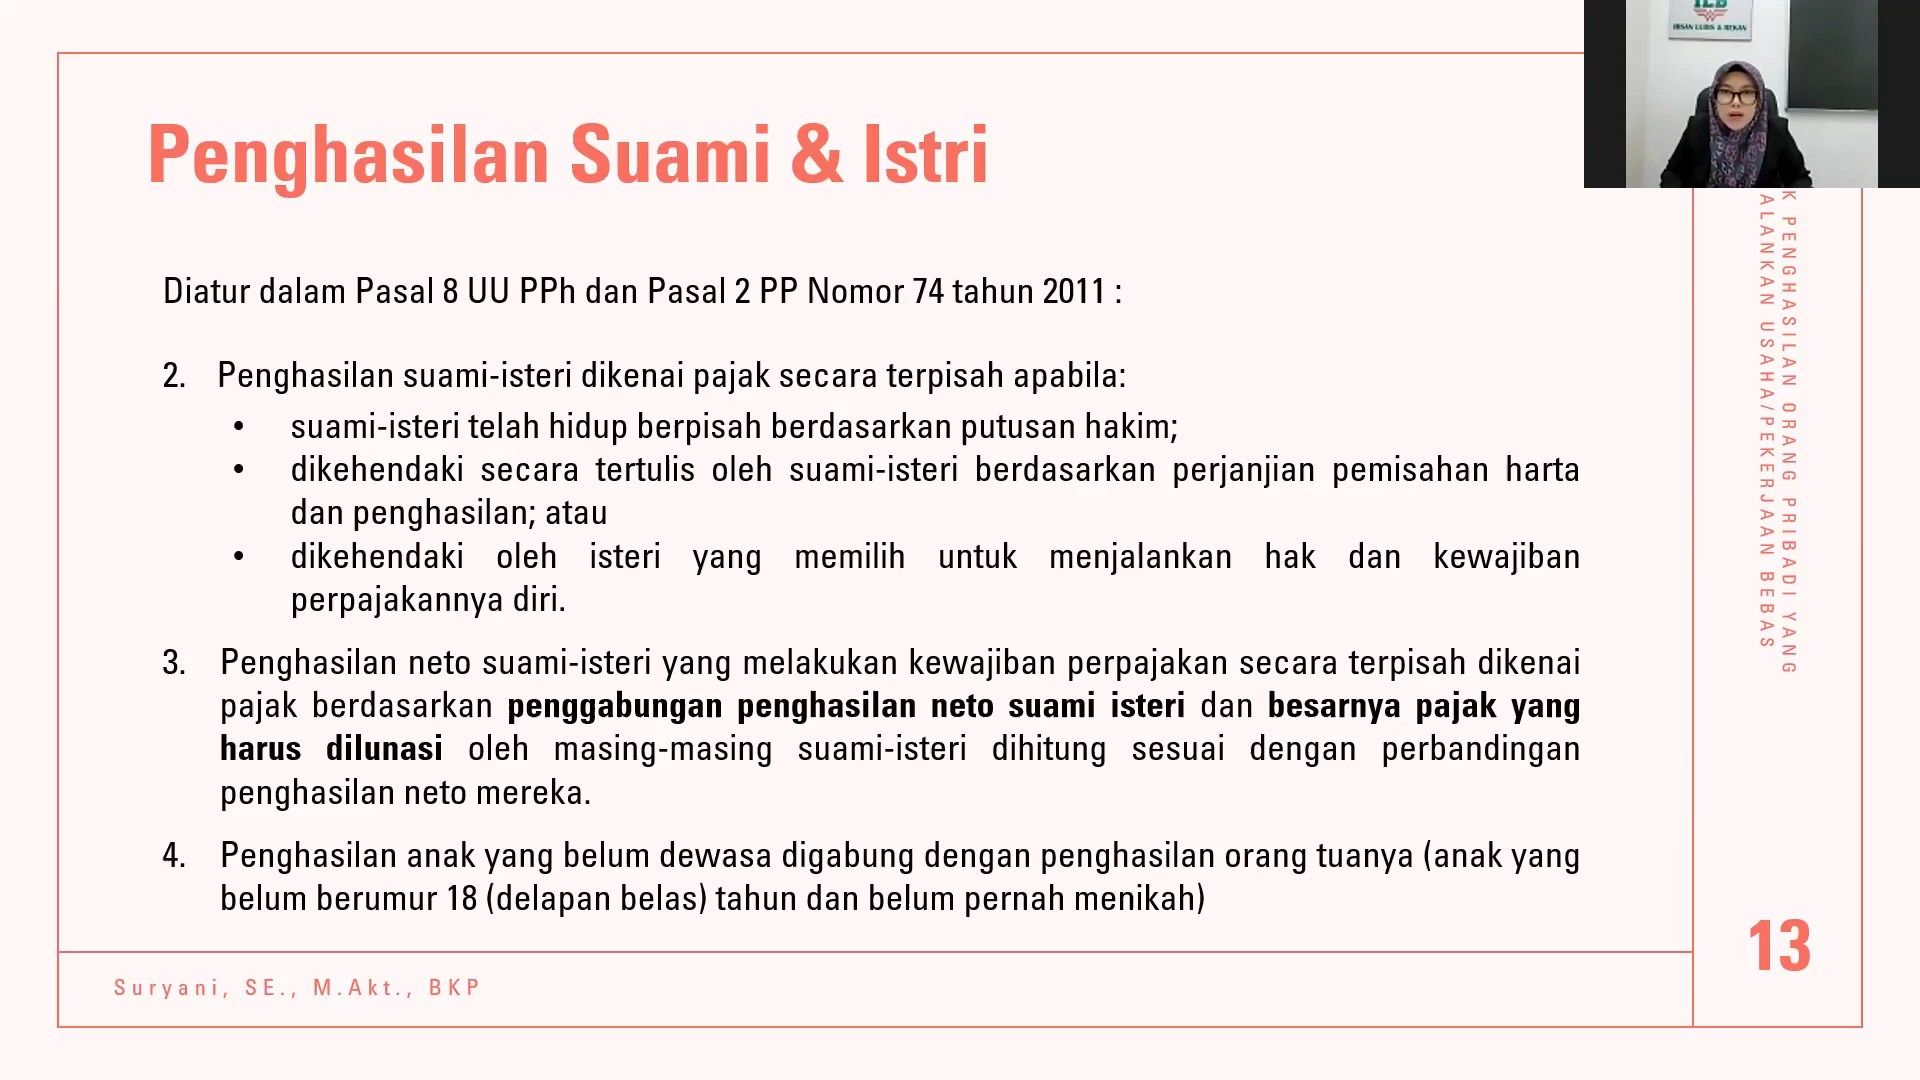 Penghasilan Suami & Istri
Diatur dalam Pasal 8 UU PPh dan Pasal 2 PP Nomor 74 tahun 2011 :
2. Penghasilan suami-isteri dikenai pajak secara terpisah apabila:
• suami-isteri telah hidup berpisah berdasarkan putusan hakim;
• dikehendaki secara tertulis oleh suami-isteri berdasarkan perjanjian pemisahan harta
dan penghasilan; atau
• dikehendaki oleh isteri yang memilih untuk menjalankan hak dan kewajiban
perpajakannya diri.
3. Penghasilan neto suami-isteri yang melakukan kewajiban perpajakan secara terpisah dikenai
pajak berdasarkan penggabungan penghasilan neto suami isteri dan besarnya pajak yang
harus dilunasi oleh masing-masing suami-isteri dihitung sesuai dengan perbandingan
penghasilan neto mereka.
4. Penghasilan anak yang belum dewasa digabung dengan penghasilan orang tuanya (anak yang
belum berumur 18 (delapan belas) tahun dan belum pernah menikah)
Suryani, SE., M.Akt., BKP
K PENGHASILAN ORANG PRIBADI YANG
ALANKAN USAHA/PEKERJAAN BEBAS
13
IHSAN LUBIS & REKAN